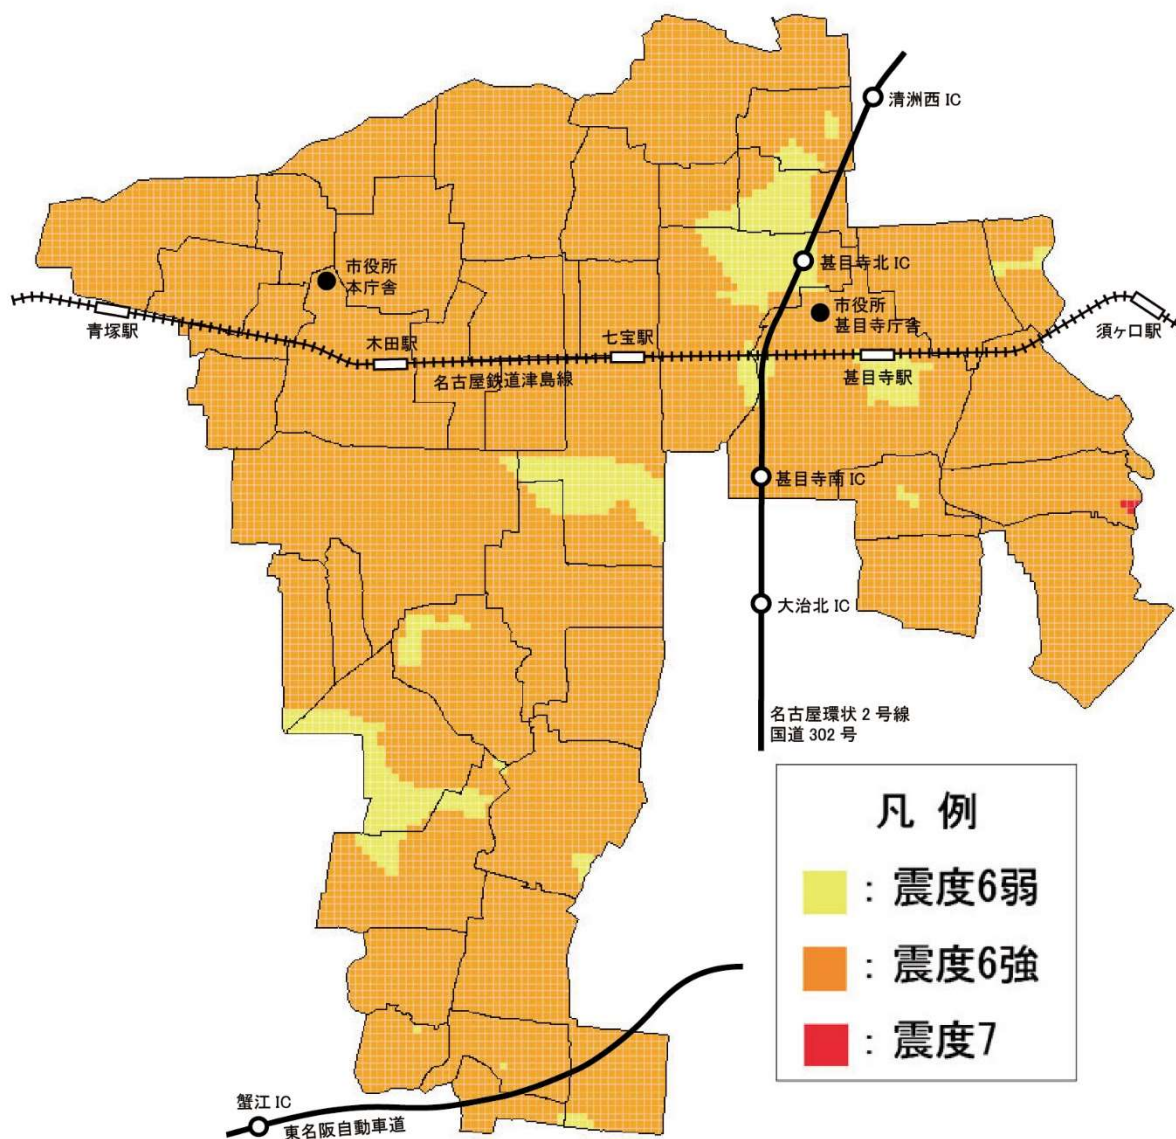 清洲西 IC
甚目寺北 IC
市役所
本庁舎
市役所
甚目寺庁舎
青塚駅
木田駅
名古屋鉄道津島線
七宝駅
甚目寺駅
須ヶ口駅
甚目寺南 IC
大治北 IC
名古屋環状 2 号線
国道 302 号
凡 例
：震度6弱
：震度6強
：震度7
蟹江 IC
東名阪自動車道